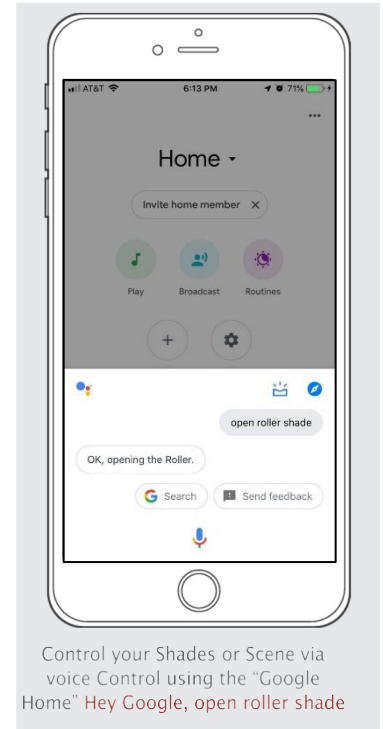 AT&T 6:13 PM 71%
Home
Invite home member
Play Broadcast Routines
open roller shade
OK, opening the Roller.
Search Send feedback
Control your Shades or Scene via
voice Control using the “Google
Home” Hey Google, open roller shade